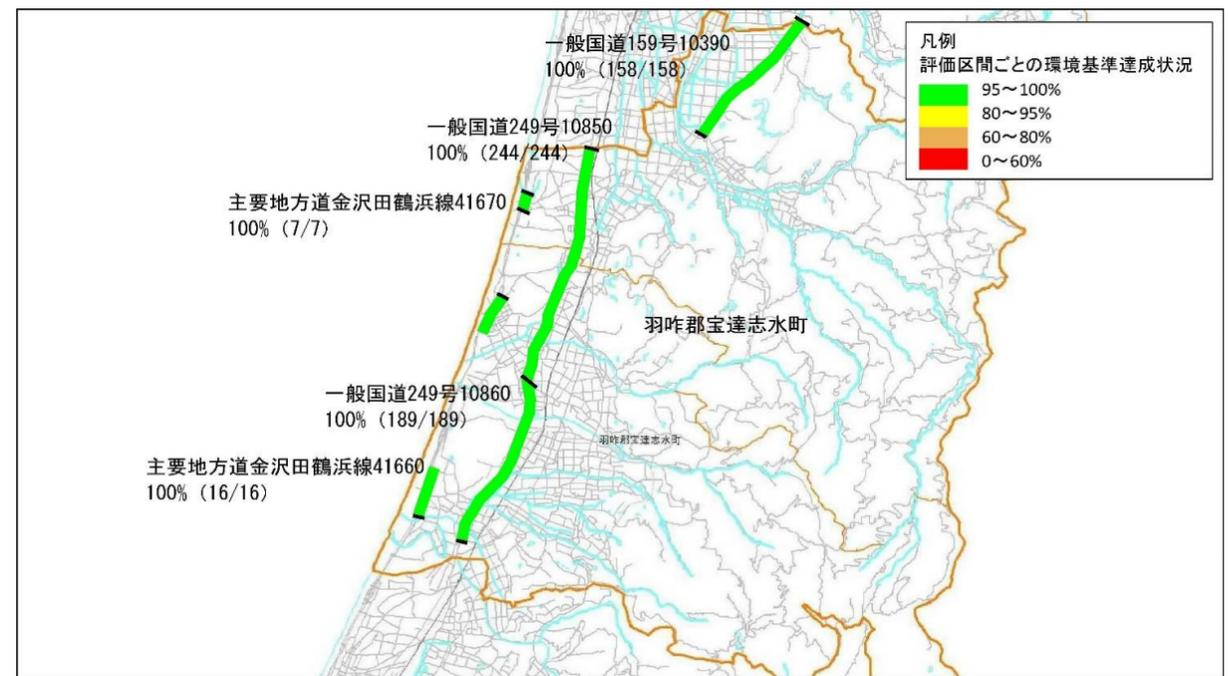 一般国道159号10390
100% (158/158)
凡例
評価区間ごとの環境基準達成状況
95～100%
80～95%
60～80%
0～60%
一般国道249号10850
100% (244/244)
主要地方道金沢田鶴浜線41670
100% (7/7)
羽咋郡宝達志水町
一般国道249号10860
100% (189/189)
羽咋郡宝達志水町
主要地方道金沢田鶴浜線41660
100% (16/16)